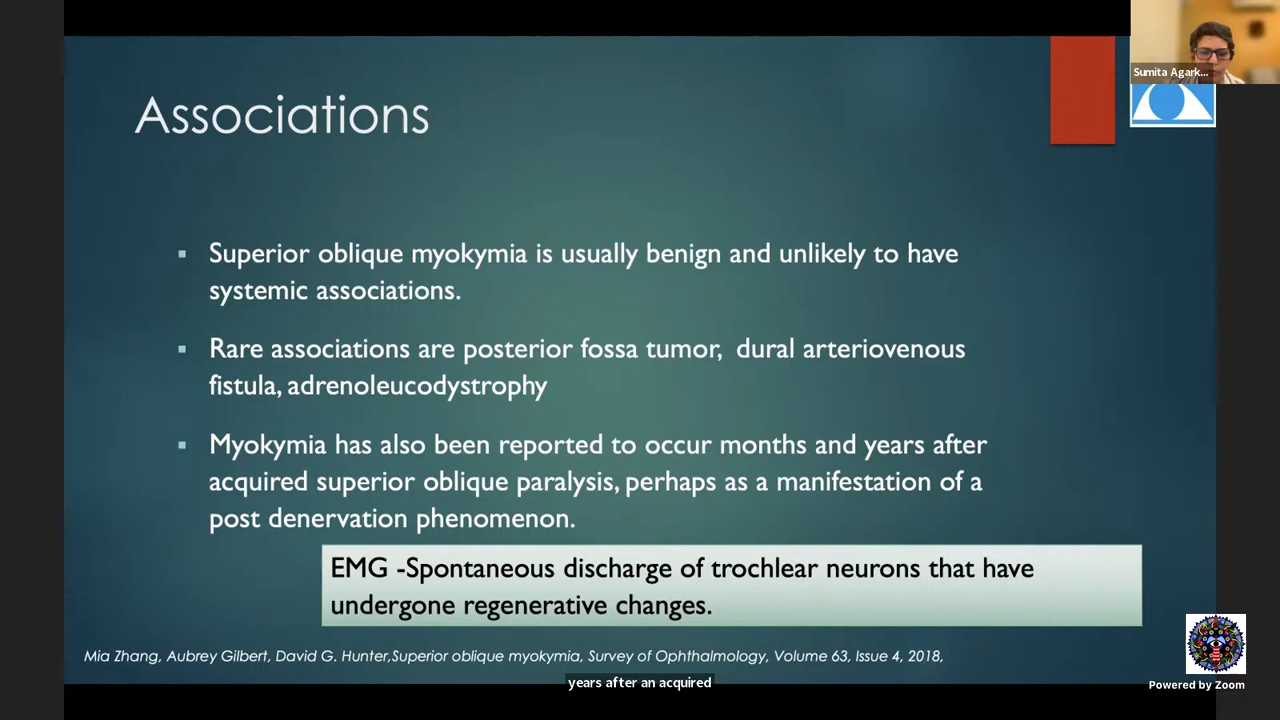 Associations
Sumita Agark...
▪ Superior oblique myokymia is usually benign and unlikely to have
systemic associations.
▪ Rare associations are posterior fossa tumor, dural arteriovenous
fistula, adrenoleucodystrophy
▪ Myokymia has also been reported to occur months and years after
acquired superior oblique paralysis, perhaps as a manifestation of a
post denervation phenomenon.
EMG -Spontaneous discharge of trochlear neurons that have
undergone regenerative changes.
Mia Zhang, Aubrey Gilbert, David G. Hunter,Superior oblique myokymia, Survey of Ophthalmology, Volume 63, Issue 4, 2018,
years after an acquired
Powered by Zoom